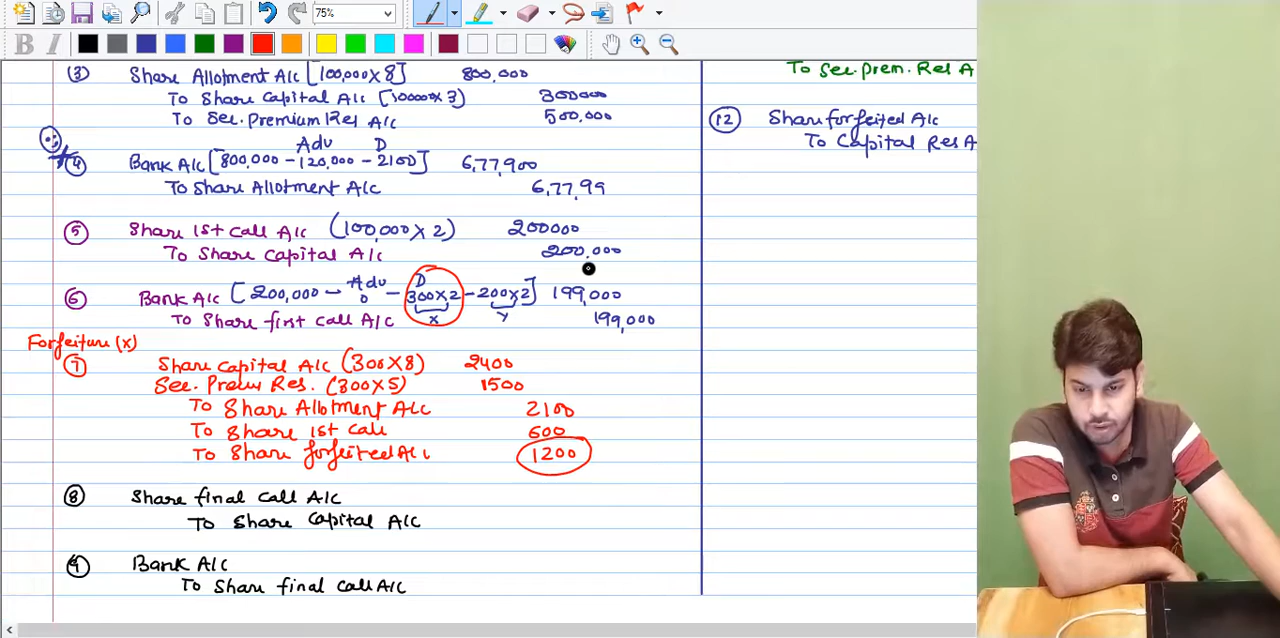 75%
B I
(3) Share Allotment A/c [100,000 X 8] 800,000
To Share Capital A/c [10000 X 3] 300000
To Sec. Premium Res A/c 500,000
Adv D
(4) Bank A/c [800,000 - 120,000 - 2100] 6,77,900
To Share Allotment A/c 6,77,99
(5) Share 1st Call A/c (100,000 X 2) 200000
To Share Capital A/c 200,000
Adv D
(6) Bank A/c [200,000 - 0 - 300 X 2 - 200 X 2] 199,000
x y
To Share first Call A/c 199,000
Forfeiture (x)
(7) Share Capital A/c (300 X 8) 2400
Sec. Prem Res. (300 X 5) 1500
To Share Allotment A/c 2100
To Share 1st Call 600
To Share forfeited A/c 1200
(8) Share final Call A/c
To Share Capital A/c
(9) Bank A/c
To Share final Call A/c
To Sec. Prem. Res A
(12) Share forfeited A/c
To Capital Res A